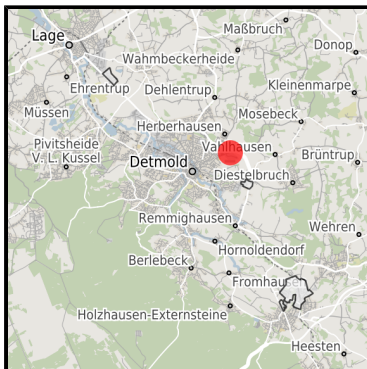 Maßbruch
Lage
Donop
Wahmbeckerheide
Ehrentrup
Dehlentrup
Kleinenmarpe
Müssen
Mosebeck
Herberhausen
Pivitsheide
V. L. Kussel
Vahlhausen
Brüntrup
Detmold
Diestelbruch
Remmighausen
Wehren
Hornoldendorf
Berlebeck
Fromhausen
Holzhausen-Externsteine
Heesten